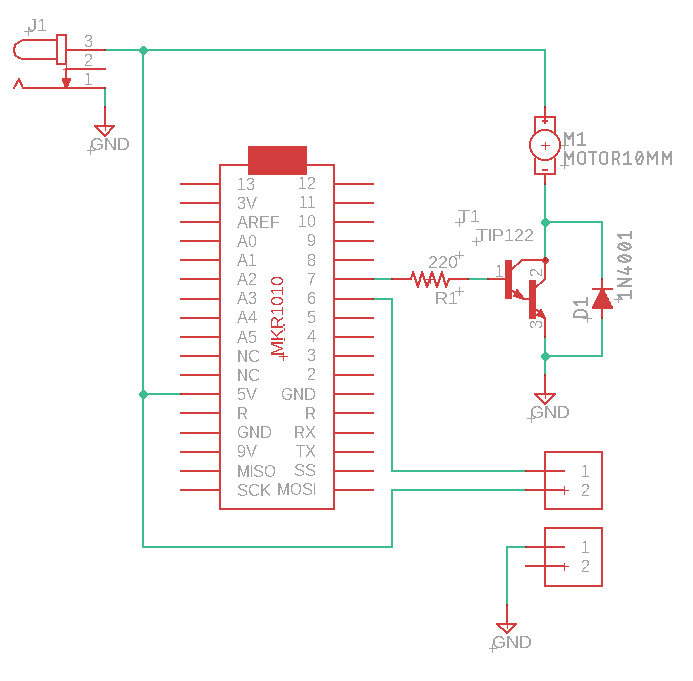 J1
3
2
1
GND
M1
MOTOR10MM
13 12
3V 11
AREF 10
A0 9
A1 8
A2 7
A3 6
A4 5
A5 4
NC 3
NC 2
5V GND
R R
GND RX
9V TX
MISO SS
SCK MOSI
MKR1010
T1
TIP122
220
R1
1
2
3
D1
1N4001
GND
1
2
1
2
GND